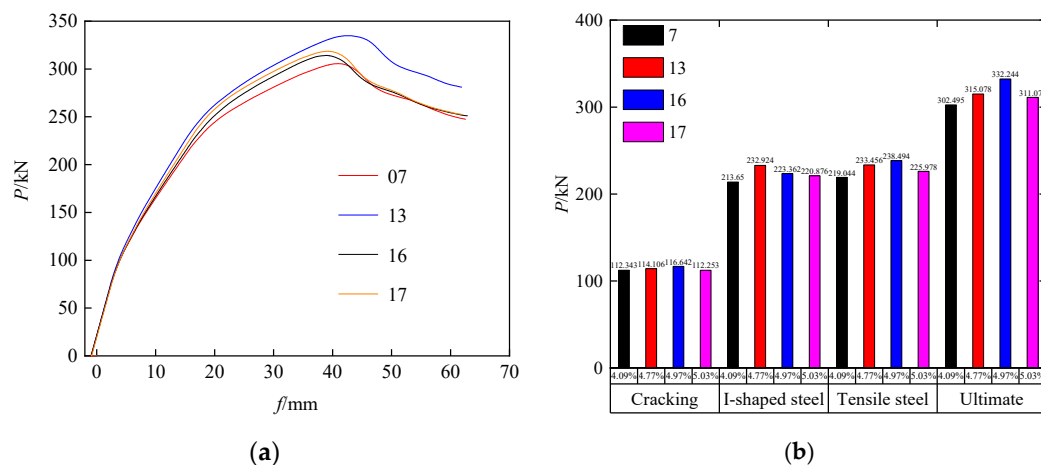 350
300
250
200
150
100
50
0
P/kN
07
13
16
17
0 10 20 30 40 50 60 70
f/mm
(a)
400
300
200
100
0
P/kN
7
13
16
17
112.343 114.106 116.642 112.253
213.65 232.924 223.362 220.876
219.044 233.456 238.494 225.978
302.495 315.078 332.244 311.07
4.09% 4.77% 4.97% 5.03% 4.09% 4.77% 4.97% 5.03% 4.09% 4.77% 4.97% 5.03% 4.09% 4.77% 4.97% 5.03%
Cracking I-shaped steel Tensile steel Ultimate
(b)